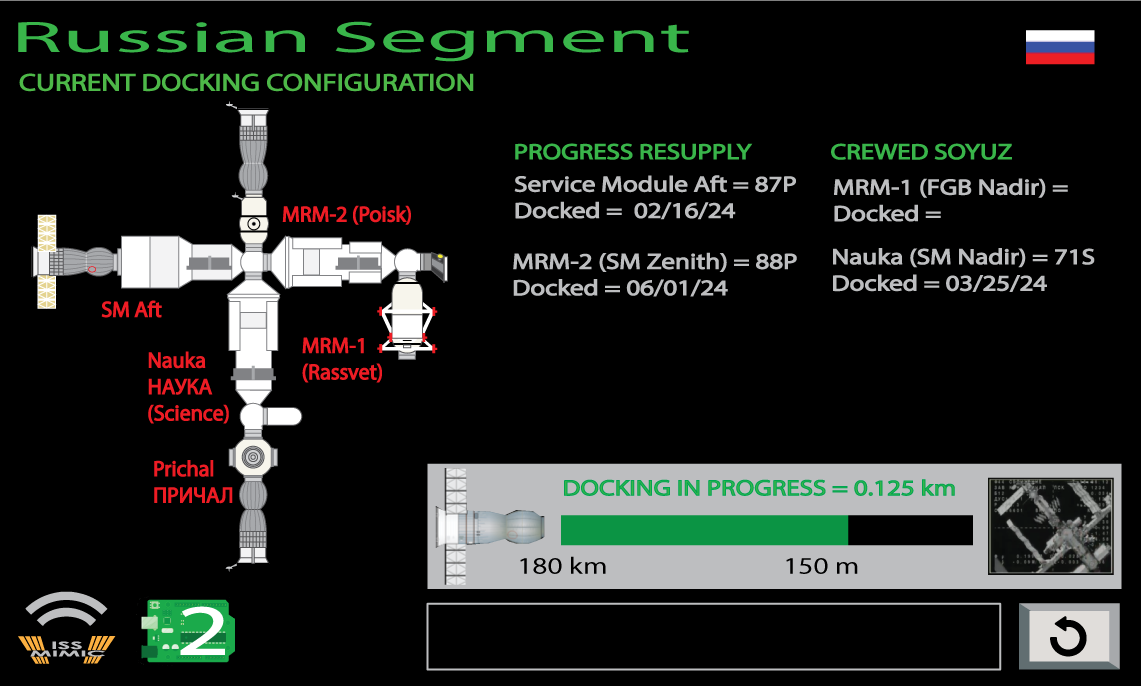 Russian Segment
CURRENT DOCKING CONFIGURATION
PROGRESS RESUPPLY
Service Module Aft = 87P
Docked = 02/16/24
MRM-2 (SM Zenith) = 88P
Docked = 06/01/24
CREWED SOYUZ
MRM-1 (FGB Nadir) =
Docked =
Nauka (SM Nadir) = 71S
Docked = 03/25/24
MRM-2 (Poisk)
SM Aft
MRM-1
(Rassvet)
Nauka
НАУКА
(Science)
Prichal
ПРИЧАЛ
DOCKING IN PROGRESS = 0.125 km
180 km
150 m
ISS
MIMIC
2